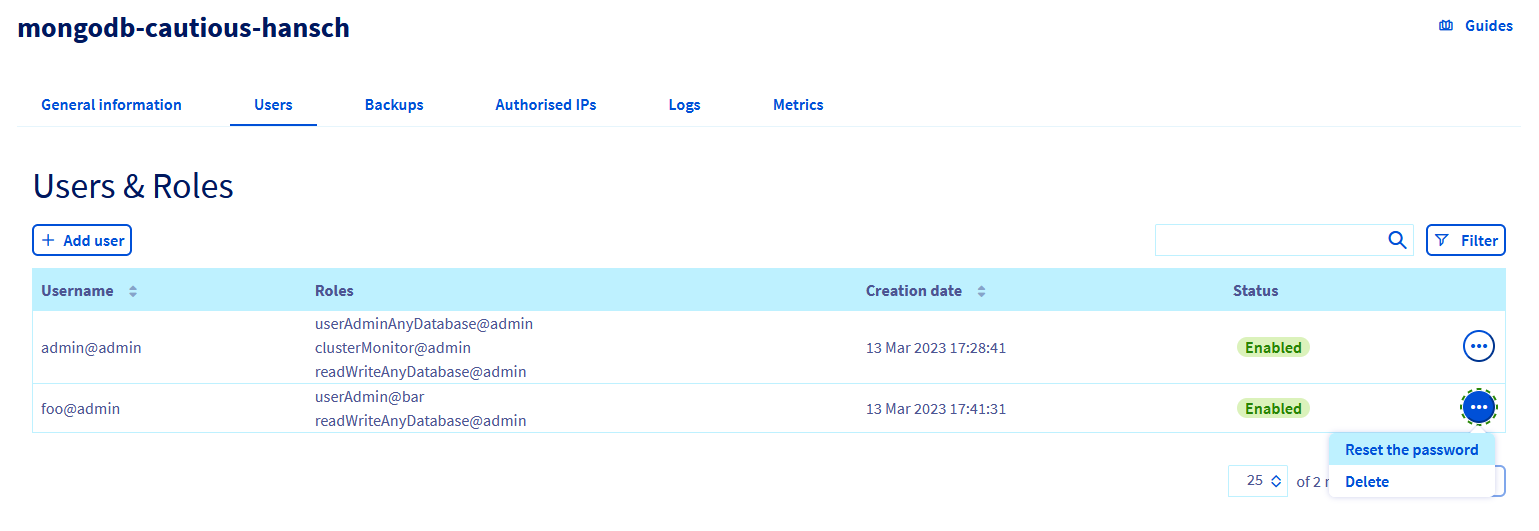 mongodb-cautious-hansch
Guides
General information Users Backups Authorised IPs Logs Metrics
Users & Roles
Add user
Filter
Username Roles Creation date Status
userAdminAnyDatabase@admin
admin@admin clusterMonitor@admin 13 Mar 2023 17:28:41 Enabled
readWriteAnyDatabase@admin
userAdmin@bar
foo@admin 13 Mar 2023 17:41:31 Enabled
readWriteAnyDatabase@admin
Reset the password
25 of 2
Delete